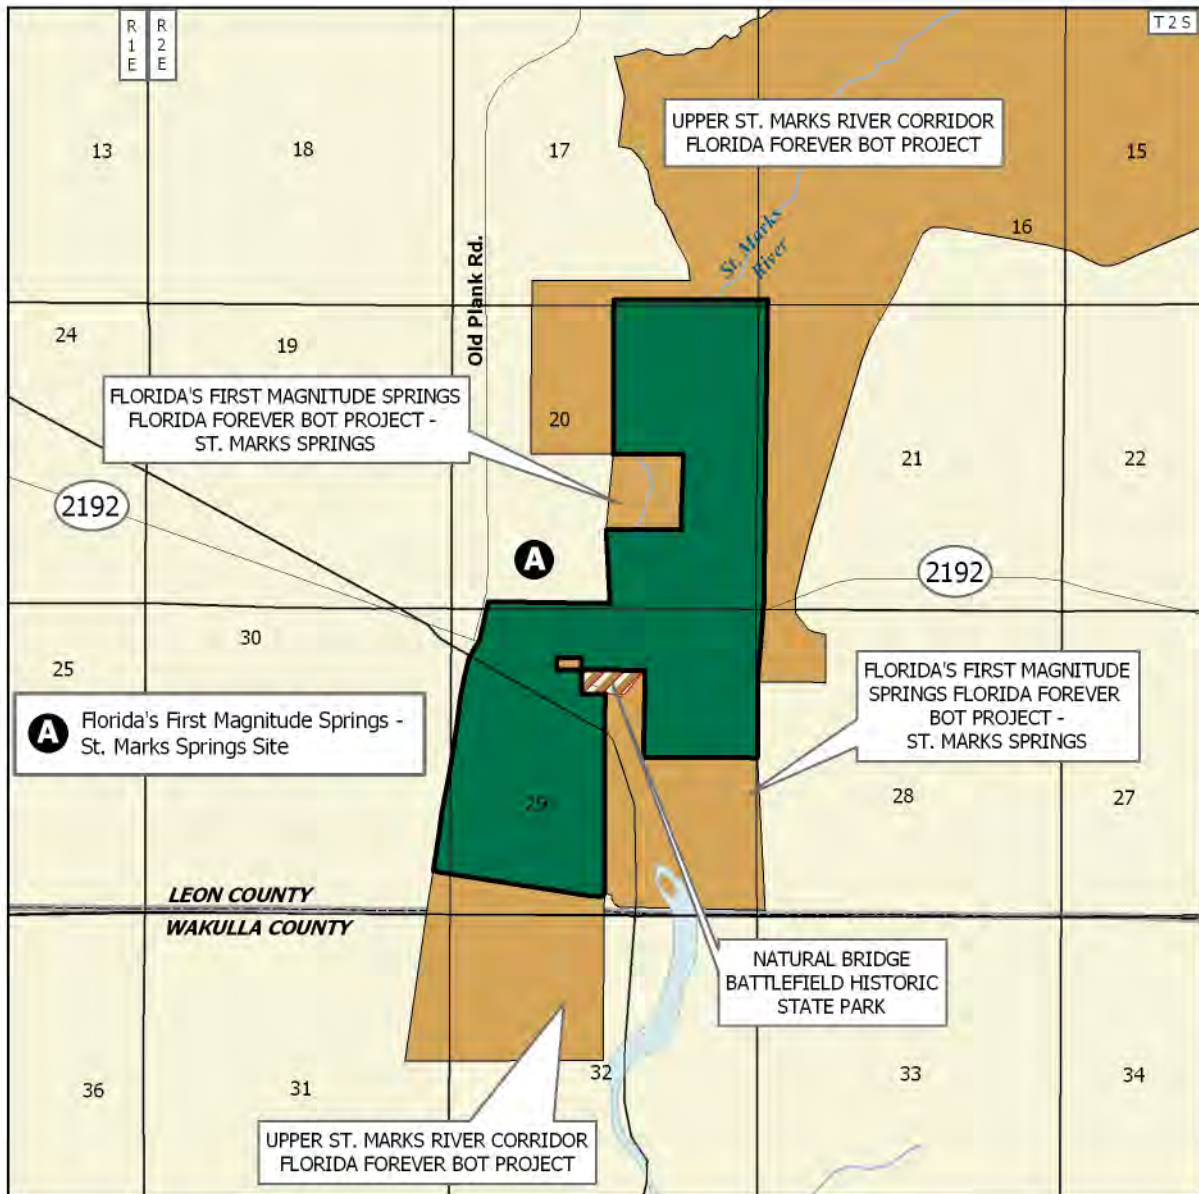 R
1
E
R
2
E
T 2 S
UPPER ST. MARKS RIVER CORRIDOR
FLORIDA FOREVER BOT PROJECT
13
18
17
15
16
St. Marks
River
Old Plank Rd.
24
19
FLORIDA'S FIRST MAGNITUDE SPRINGS
FLORIDA FOREVER BOT PROJECT -
ST. MARKS SPRINGS
20
21
22
2192
A
2192
30
25
FLORIDA'S FIRST MAGNITUDE
SPRINGS FLORIDA FOREVER
BOT PROJECT -
ST. MARKS SPRINGS
A
Florida's First Magnitude Springs -
St. Marks Springs Site
29
28
27
LEON COUNTY
WAKULLA COUNTY
NATURAL BRIDGE
BATTLEFIELD HISTORIC
STATE PARK
36
31
32
33
34
UPPER ST. MARKS RIVER CORRIDOR
FLORIDA FOREVER BOT PROJECT